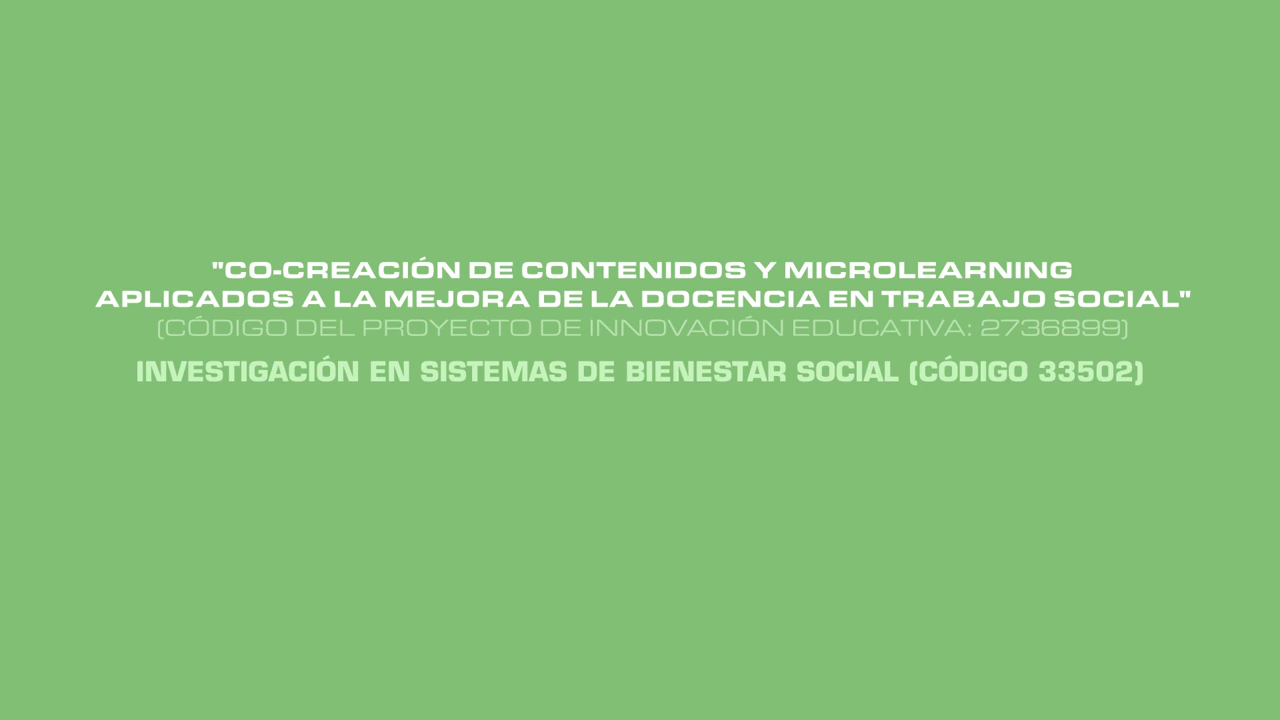 "CO-CREACIÓN DE CONTENIDOS Y MICROLEARNING
APLICADOS A LA MEJORA DE LA DOCENCIA EN TRABAJO SOCIAL"
(CÓDIGO DEL PROYECTO DE INNOVACIÓN EDUCATIVA: 2736899)
INVESTIGACIÓN EN SISTEMAS DE BIENESTAR SOCIAL (CÓDIGO 33502)